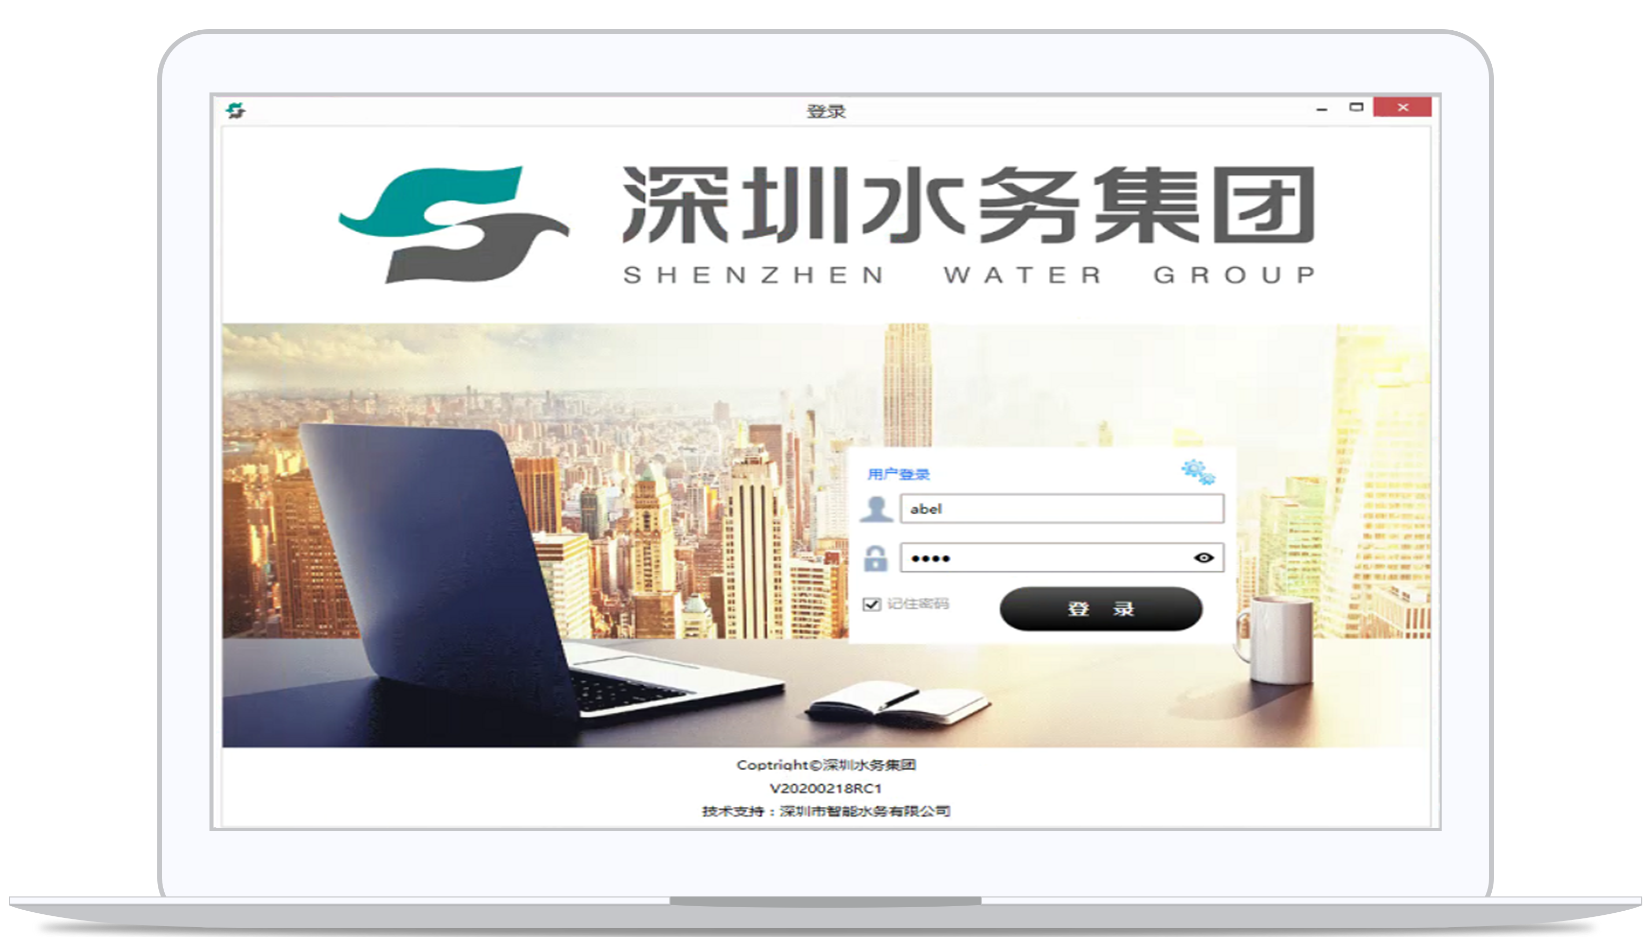 登录
深圳水务集团
SHENZHEN WATER GROUP
用户登录
abel
记住密码
登 录
Coptright©深圳水务集团
V20200218RC1
技术支持：深圳市智能水务有限公司